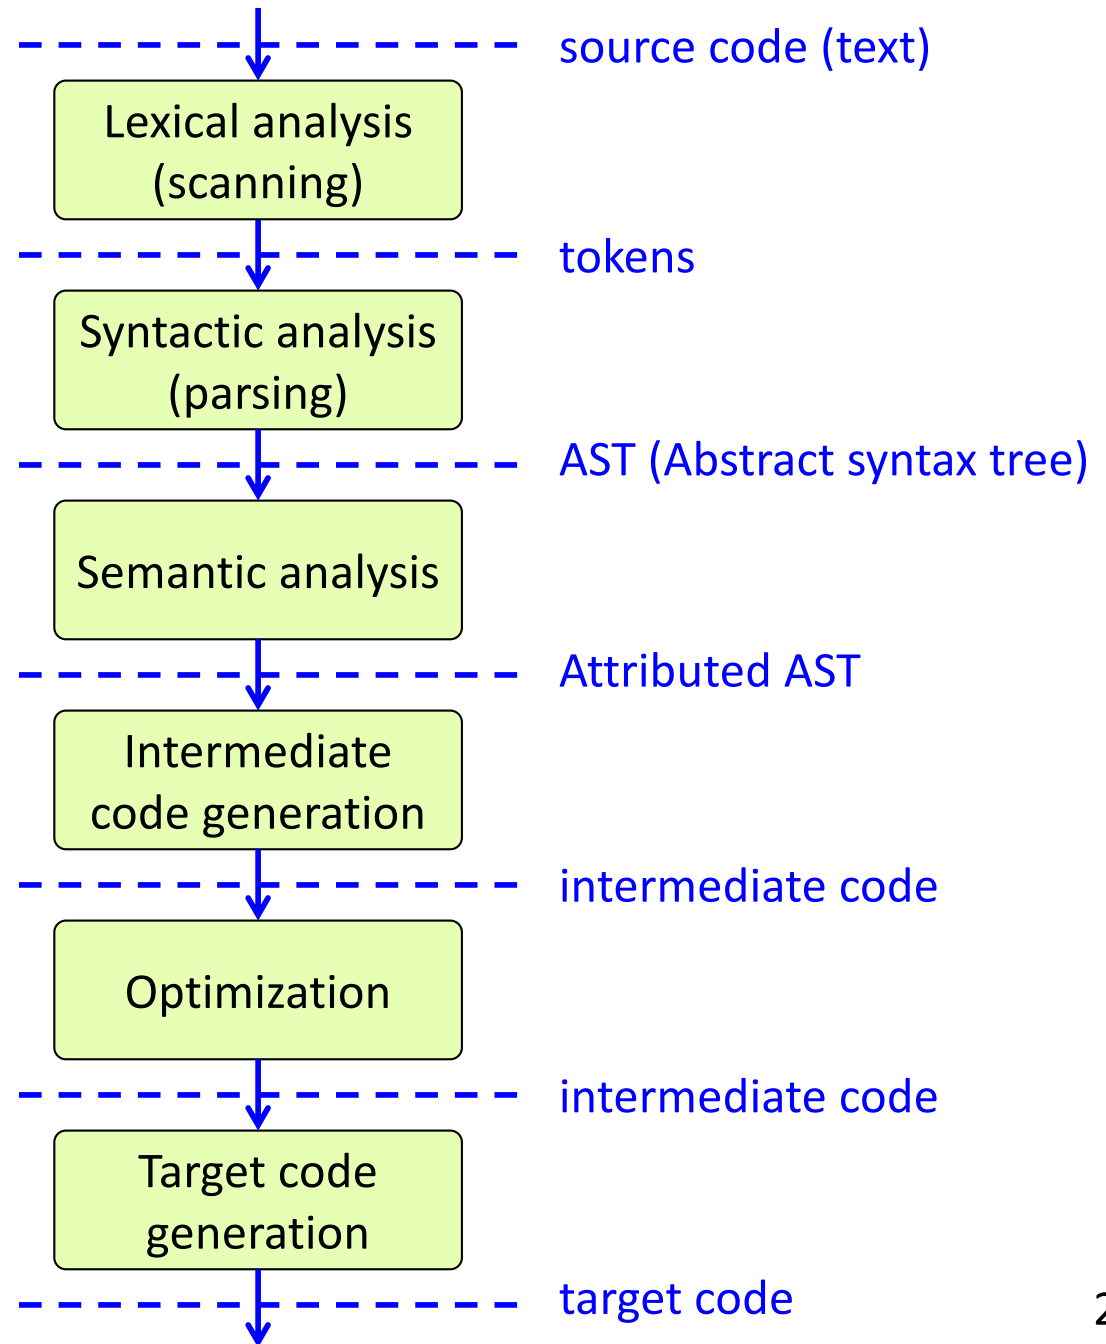 source code (text)
Lexical analysis
(scanning)
tokens
Syntactic analysis
(parsing)
AST (Abstract syntax tree)
Semantic analysis
Attributed AST
Intermediate
code generation
intermediate code
Optimization
intermediate code
Target code
generation
target code
2